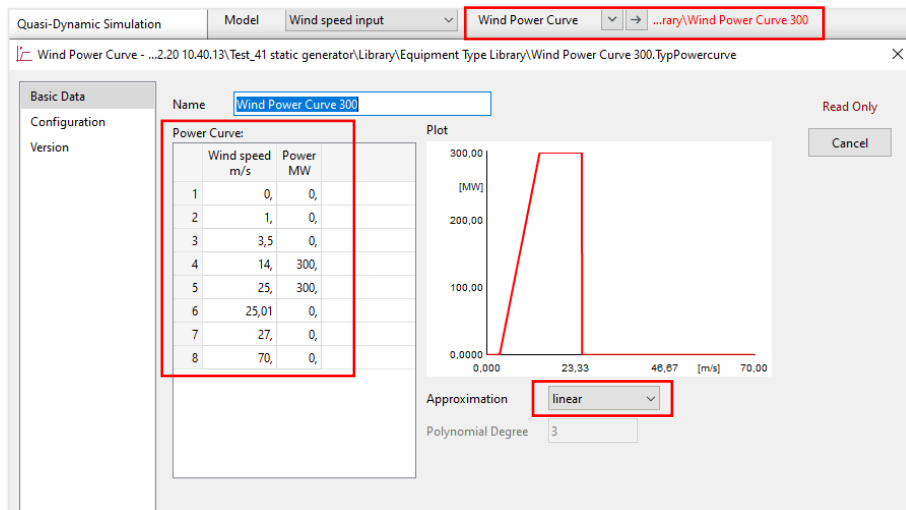 Quasi-Dynamic Simulation Model Wind speed input Wind Power Curve ...rary\Wind Power Curve 300
Wind Power Curve - ...2.20 10.40.13\Test_41 static generator\Library\Equipment Type Library\Wind Power Curve 300.TypPowercurve
Basic Data
Configuration
Version
Name Wind Power Curve 300
Power Curve:
Wind speed Power
m/s MW
1 0, 0,
2 1, 0,
3 3,5 0,
4 14, 300,
5 25, 300,
6 25,01 0,
7 27, 0,
8 70, 0,
Plot
300,00
[MW]
200,00
100,00
0,0000
0,000 23,33 46,67 [m/s] 70,00
Approximation linear
Polynomial Degree 3
Read Only
Cancel